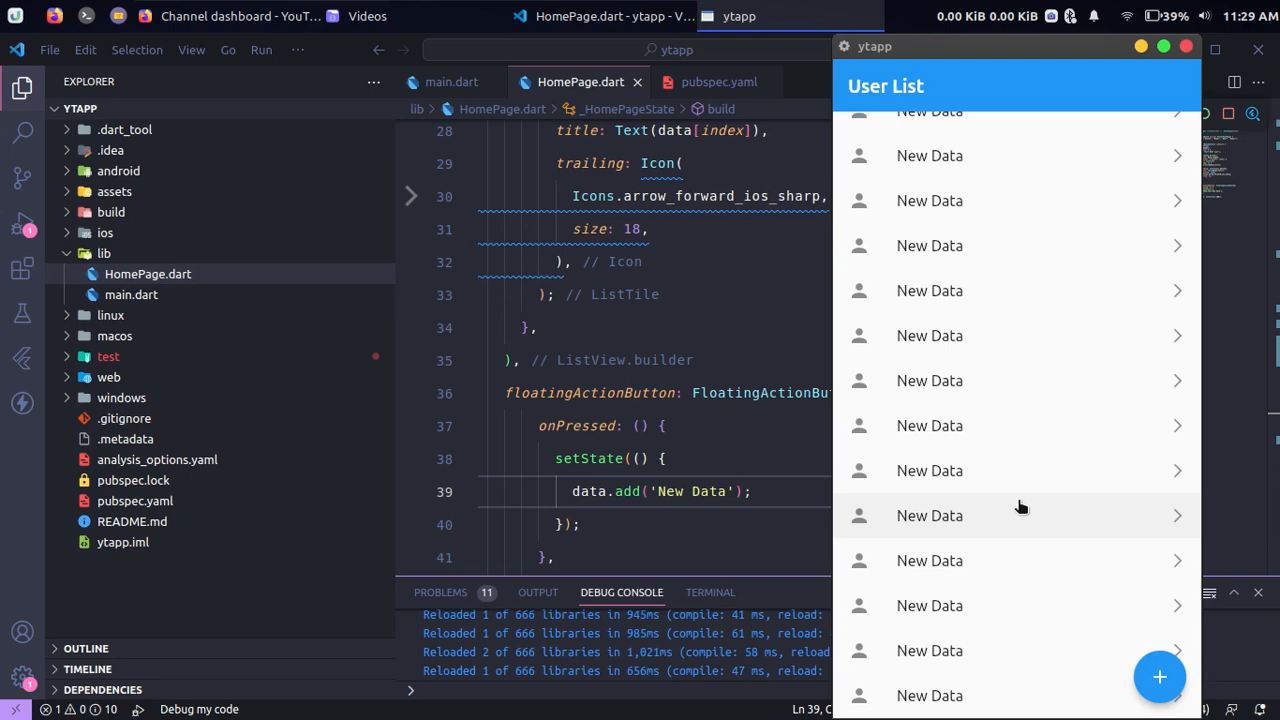 Channel dashboard - YouT...
Videos
HomePage.dart - ytapp - V...
ytapp
0.00 KiB 0.00 KiB
39%
11:29 AM
File Edit Selection View Go Run ···
ytapp
EXPLORER ···
YTAPP
.dart_tool
.idea
android
assets
build
ios
lib
HomePage.dart
main.dart
linux
macos
test
web
windows
.gitignore
.metadata
analysis_options.yaml
pubspec.lock
pubspec.yaml
README.md
ytapp.iml
OUTLINE
TIMELINE
DEPENDENCIES
1
main.dart
HomePage.dart
pubspec.yaml
lib > HomePage.dart > _HomePageState > build
28 title: Text(data[index]),
29 trailing: Icon(
30 Icons.arrow_forward_ios_sharp,
31 size: 18,
32 ), // Icon
33 ); // ListTile
34 },
35 ), // ListView.builder
36 floatingActionButton: FloatingActionBu
37 onPressed: () {
38 setState(() {
39 data.add('New Data');
40 });
41 },
PROBLEMS 11 OUTPUT DEBUG CONSOLE TERMINAL
Reloaded 1 of 666 libraries in 945ms (compile: 41 ms, reload:
Reloaded 1 of 666 libraries in 985ms (compile: 61 ms, reload:
Reloaded 2 of 666 libraries in 1,021ms (compile: 58 ms, reload:
Reloaded 1 of 666 libraries in 656ms (compile: 47 ms, reload:
1 0 10 Debug my code
Ln 39,
ytapp
User List
New Data
New Data
New Data
New Data
New Data
New Data
New Data
New Data
New Data
New Data
New Data
New Data
New Data
New Data